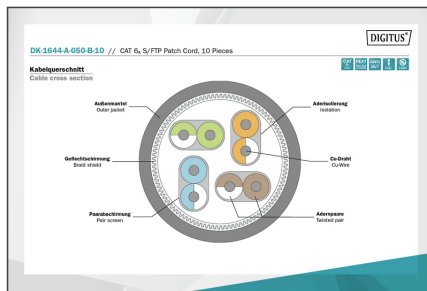 DIGITUS®
DK-1644-A-050-B-10 // CAT 6A S/FTP Patch Cord, 10 Pieces
Kabelquerschnitt
Cable cross section
Außenmantel
Outer jacket
Aderisolierung
Isolation
Geflechtschirmung
Braid shield
Cu-Draht
Cu-Wire
Paarabschirmung
Pair screen
Adernpaare
Twisted pair